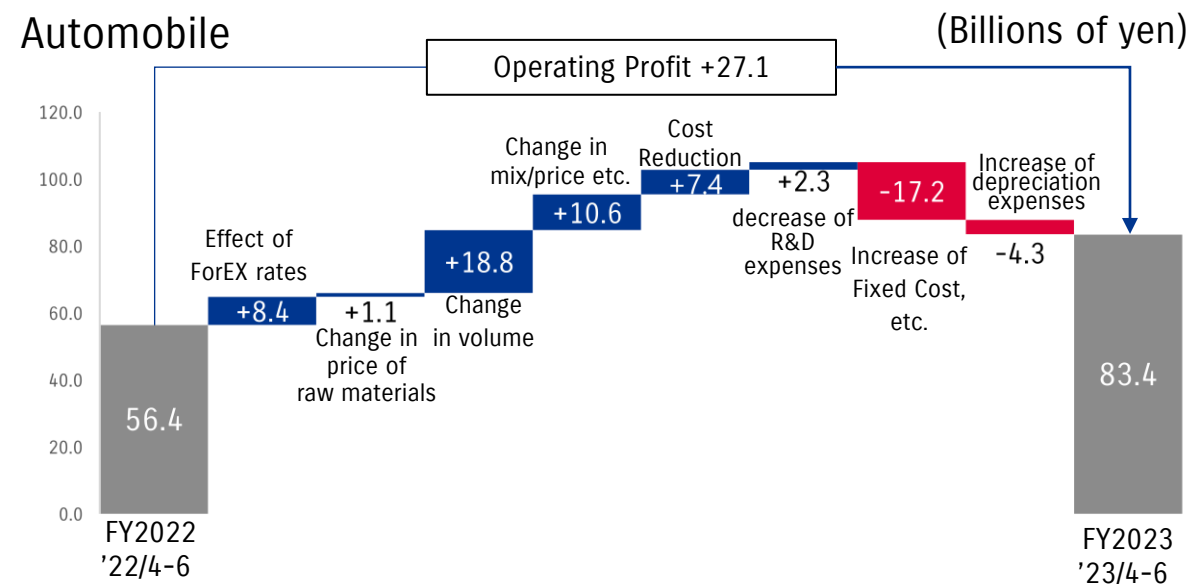 Automobile
(Billions of yen)
Operating Profit +27.1
120.0
100.0
80.0
60.0
40.0
20.0
0.0
56.4
FY2022
’22/4-6
Effect of
ForEX rates
+8.4
+1.1
Change in
price of
raw materials
+18.8
Change
in volume
Change in
mix/price etc.
+10.6
Cost
Reduction
+7.4
+2.3
decrease of
R&D
expenses
-17.2
Increase of
Fixed Cost,
etc.
Increase of
depreciation
expenses
-4.3
83.4
FY2023
’23/4-6